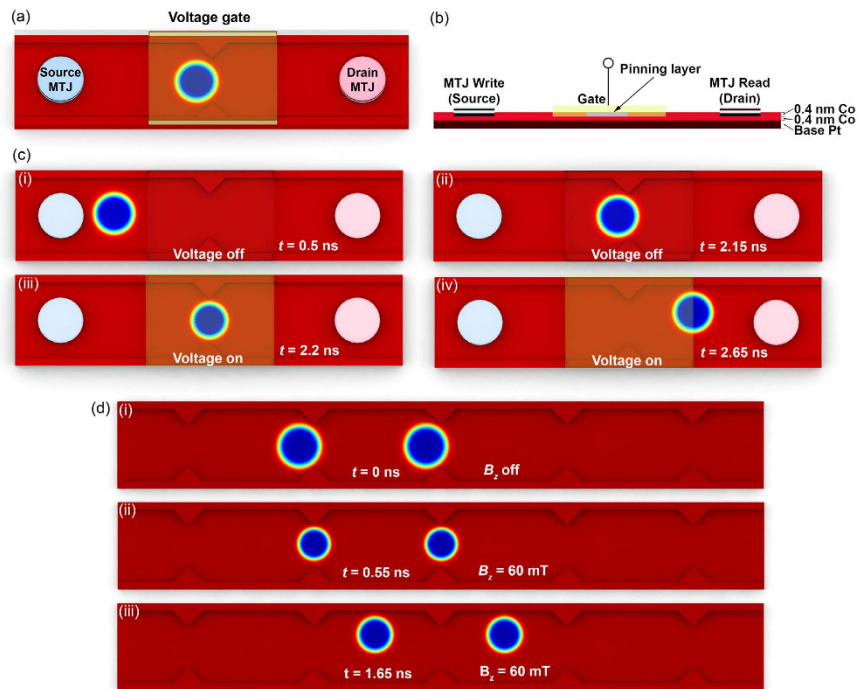 (a)
Voltage gate
Source
MTJ
Drain
MTJ
(b)
MTJ Write
(Source)
Gate
Pinning layer
MTJ Read
(Drain)
0.4 nm Co
0.4 nm Co
Base Pt
(c)
(i)
Voltage off
t = 0.5 ns
(ii)
Voltage off
t = 2.15 ns
(iii)
Voltage on
t = 2.2 ns
(iv)
Voltage on
t = 2.65 ns
(d)
(i)
t = 0 ns
B_z off
(ii)
t = 0.55 ns
B_z = 60 mT
(iii)
t = 1.65 ns
B_z = 60 mT